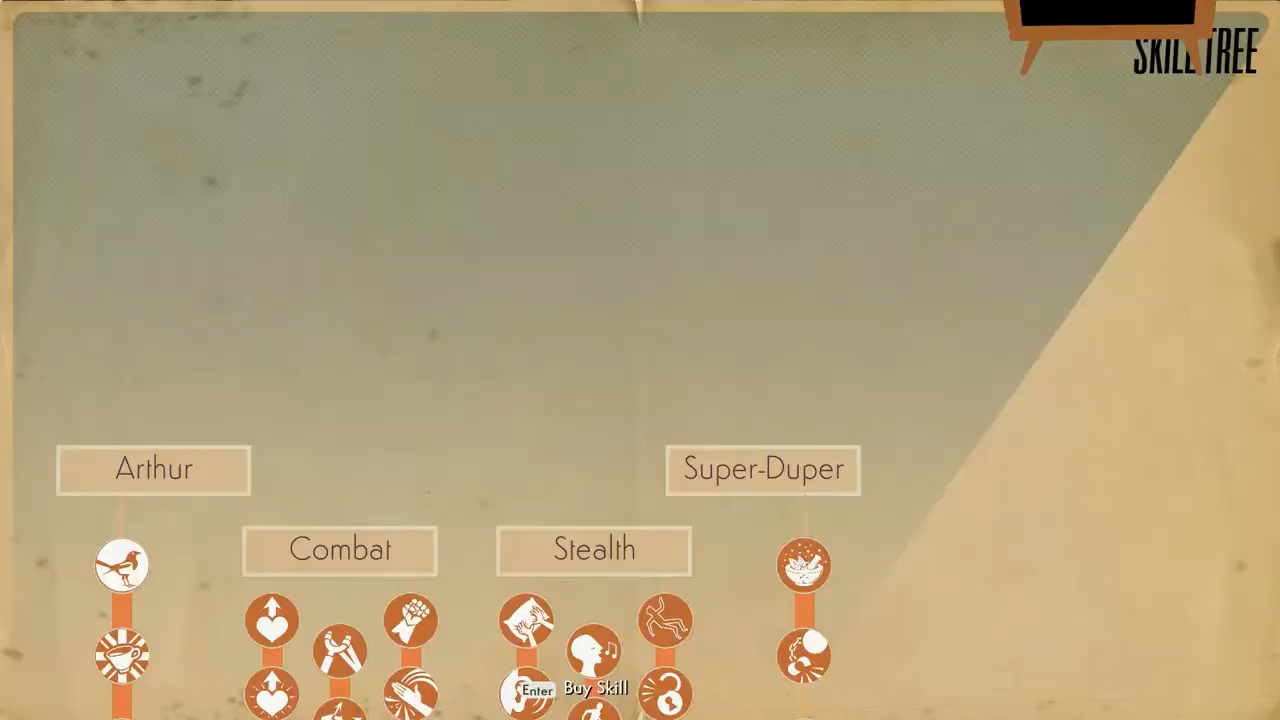 SKILL TREE
Arthur
Super-Duper
Combat
Stealth
Enter Buy Skill